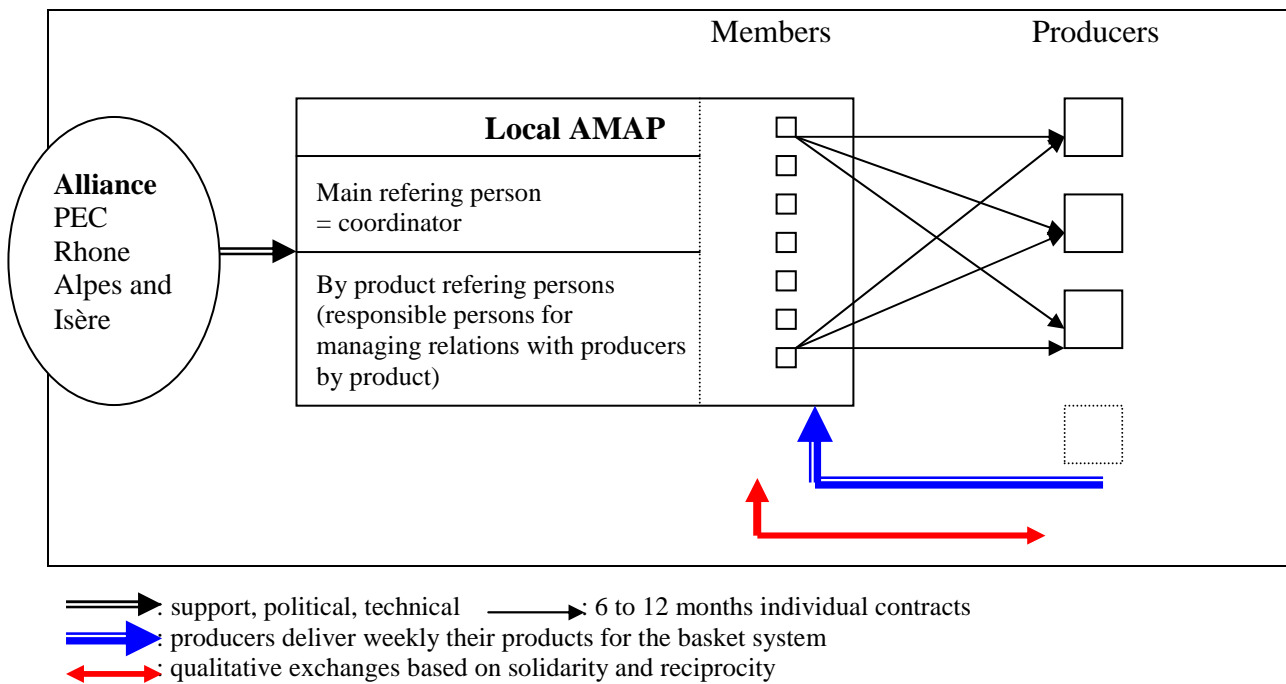 Members
Producers
Local AMAP
Alliance
PEC
Rhone
Alpes and
Isère
Main refering person
= coordinator
By product refering persons
(responsible persons for
managing relations with producers
by product)
: support, political, technical
: 6 to 12 months individual contracts
: producers deliver weekly their products for the basket system
: qualitative exchanges based on solidarity and reciprocity